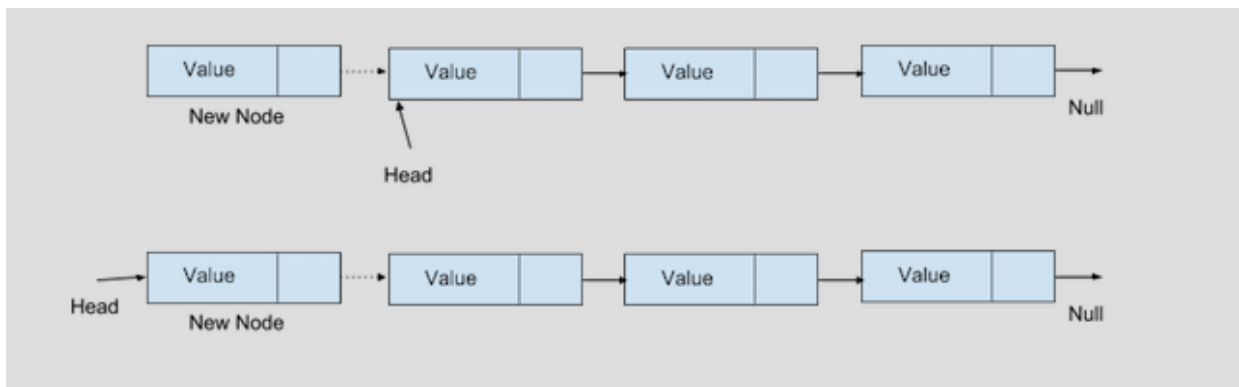 Value Value Value Value
New Node Null
Head
Value Value Value Value
Head New Node Null